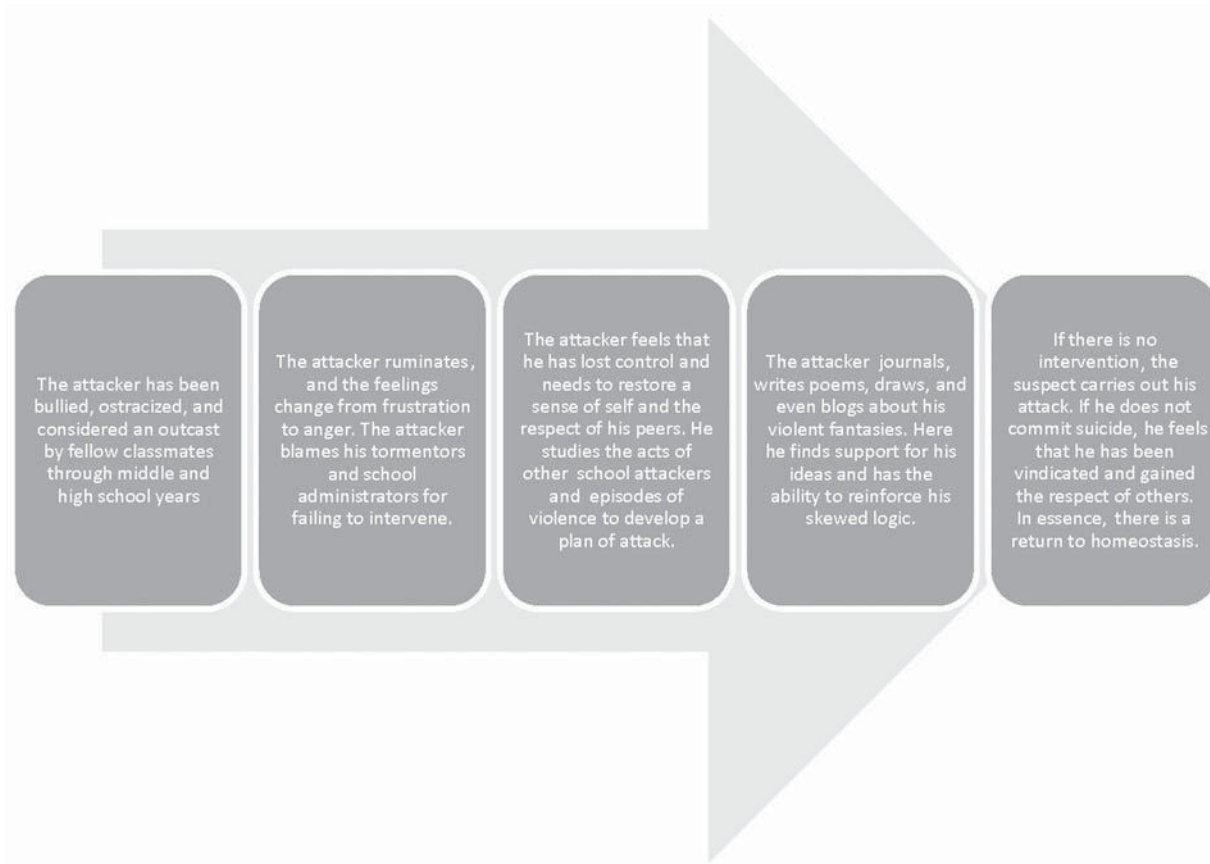 The attacker has been
bullied, ostracized, and
considered an outcast
by fellow classmates
through middle and
high school years
The attacker ruminates,
and the feelings
change from frustration
to anger. The attacker
blames his tormentors
and school
administrators for
failing to intervene.
The attacker feels that
he has lost control and
needs to restore a
sense of self and the
respect of his peers. He
studies the acts of
other school attackers
and episodes of
violence to develop a
plan of attack.
The attacker journals,
writes poems, draws, and
even blogs about his
violent fantasies. Here
he finds support for his
ideas and has the
ability to reinforce his
skewed logic.
If there is no
intervention, the
suspect carries out his
attack. If he does not
commit suicide, he feels
that he has been
vindicated and gained
the respect of others.
In essence, there is a
return to homeostasis.